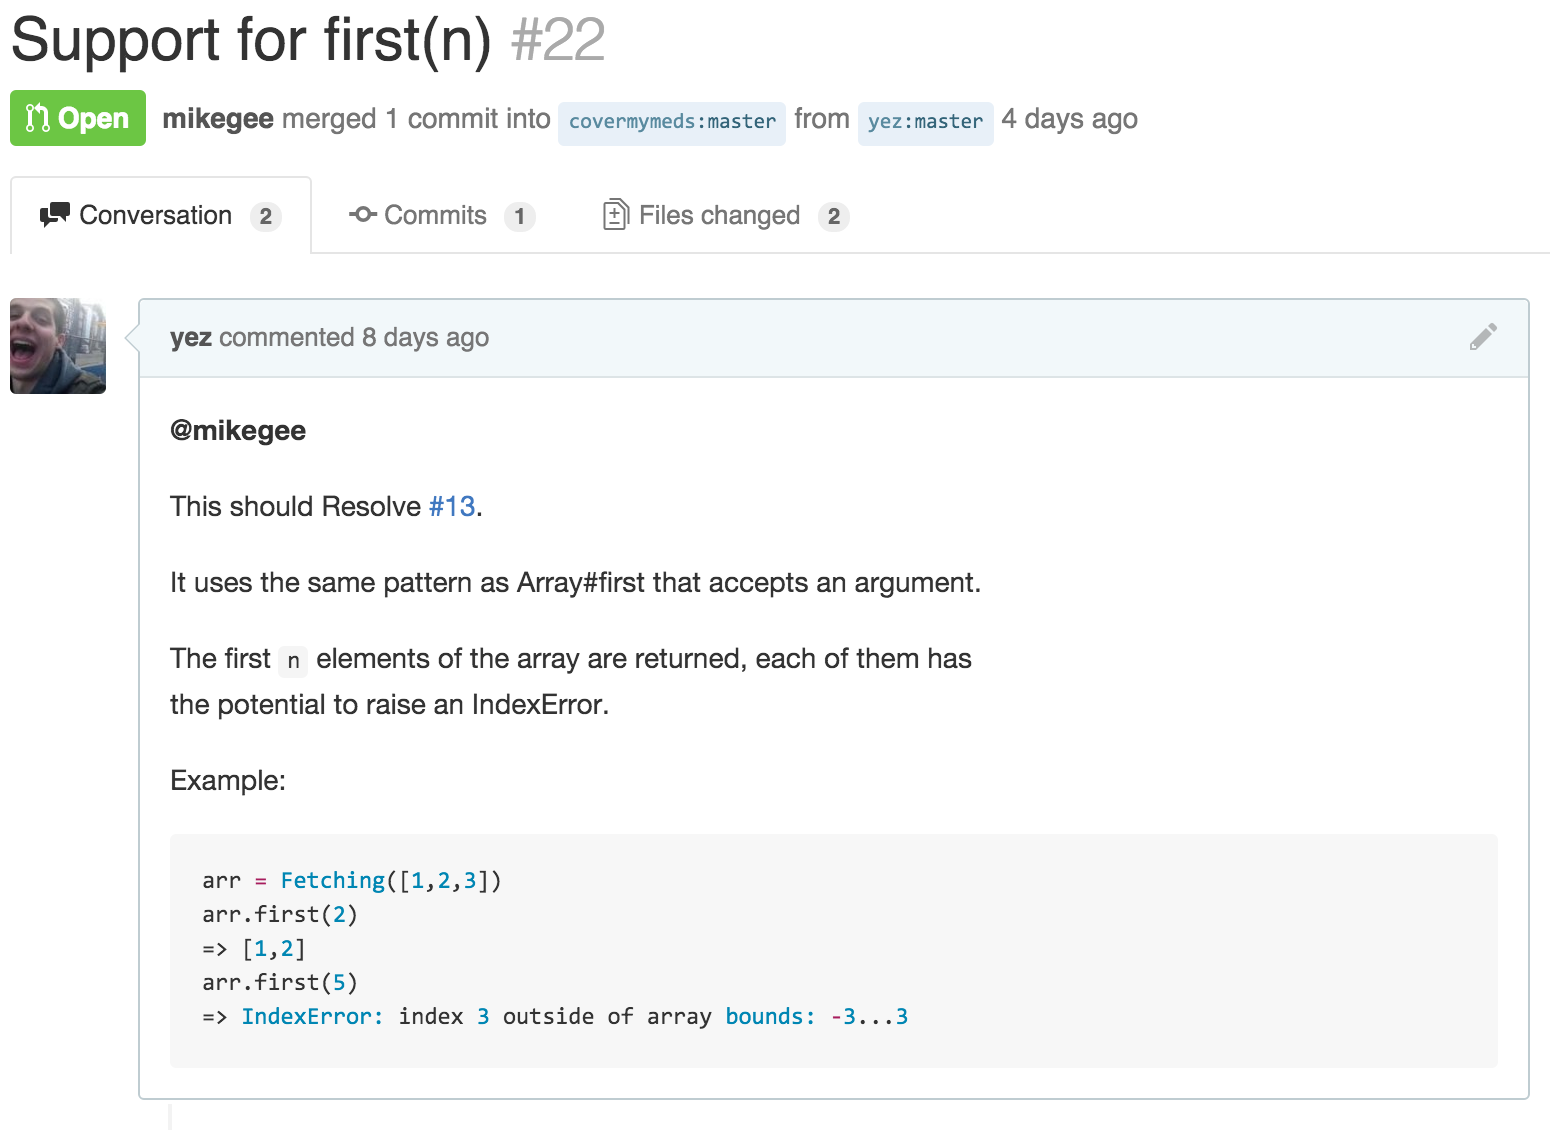 Support for first(n) #22
Open mikegee merged 1 commit into covermymeds:master from yez:master 4 days ago
Conversation 2 Commits 1 Files changed 2
yez commented 8 days ago
@mikegee
This should Resolve #13.
It uses the same pattern as Array#first that accepts an argument.
The first n elements of the array are returned, each of them has
the potential to raise an IndexError.
Example:
arr = Fetching([1,2,3])
arr.first(2)
=> [1,2]
arr.first(5)
=> IndexError: index 3 outside of array bounds: -3...3